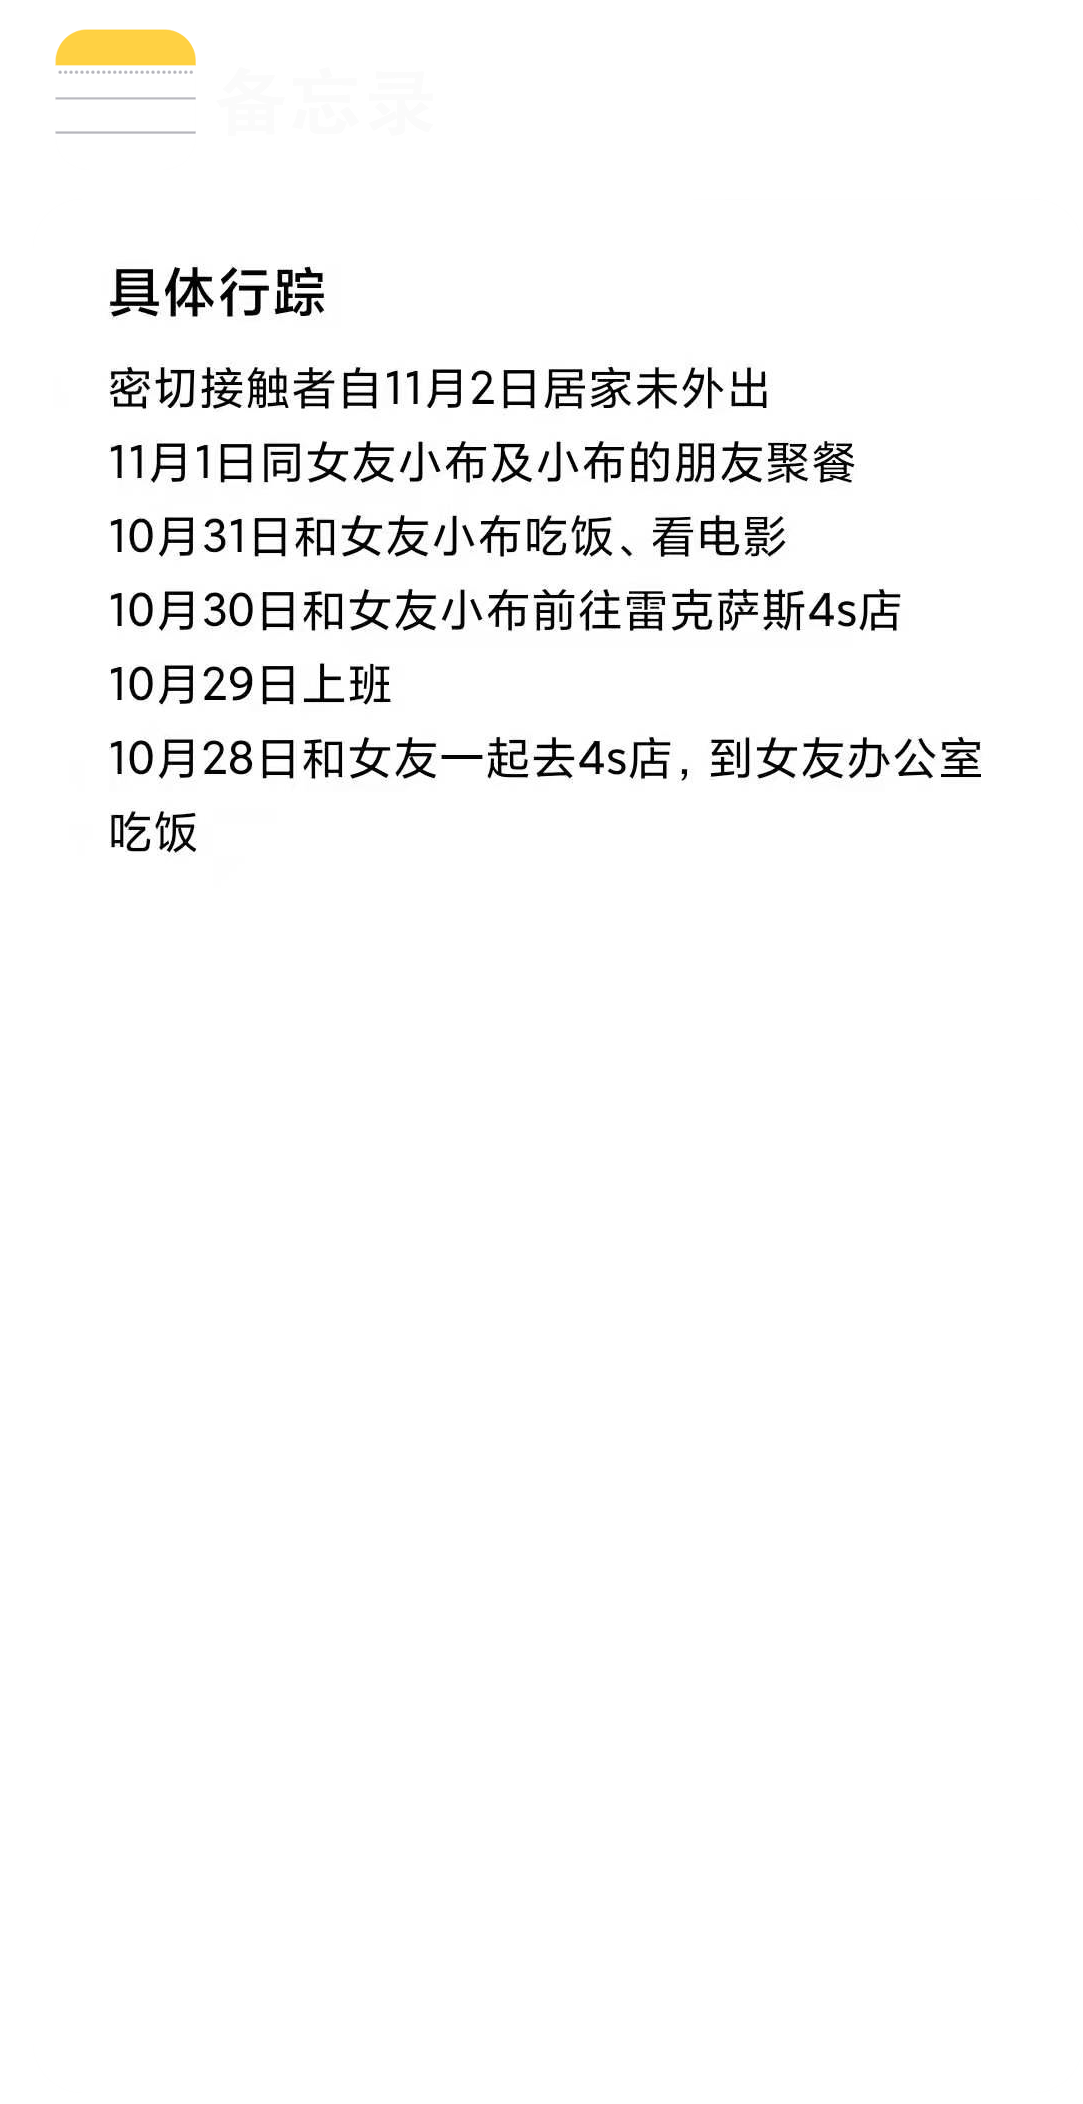 备忘录
具体行踪
密切接触者自11月2日居家未外出
11月1日同女友小布及小布的朋友聚餐
10月31日和女友小布吃饭、看电影
10月30日和女友小布前往雷克萨斯4s店
10月29日上班
10月28日和女友一起去4s店，到女友办公室
吃饭